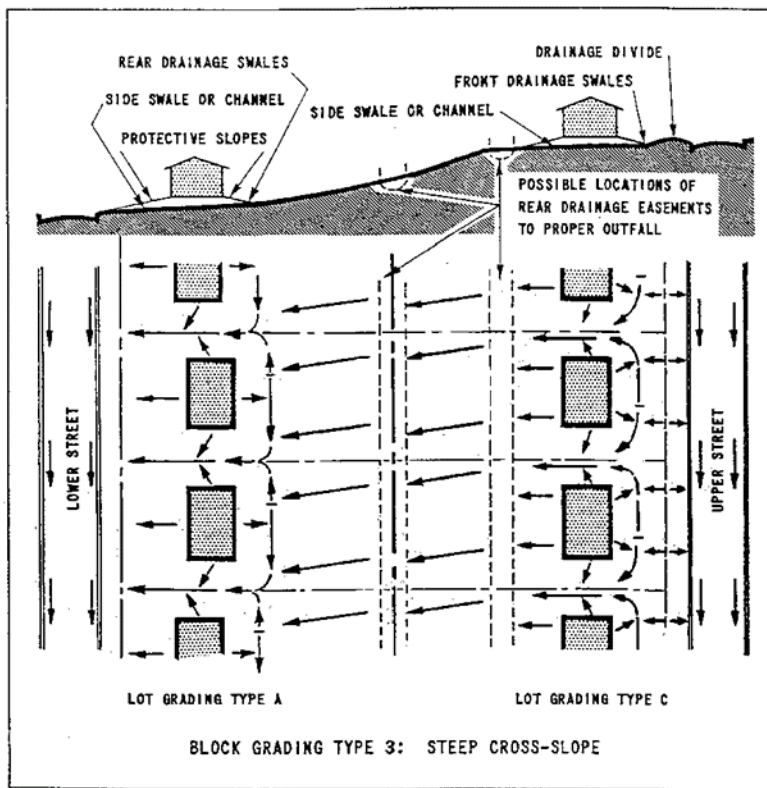 DRAINAGE DIVIDE
REAR DRAINAGE SWALES
FRONT DRAINAGE SWALES
SIDE SWALE OR CHANNEL
SIDE SWALE OR CHANNEL
PROTECTIVE SLOPES
POSSIBLE LOCATIONS OF
REAR DRAINAGE EASEMENTS
TO PROPER OUTFALL
LOWER STREET
UPPER STREET
LOT GRADING TYPE A
LOT GRADING TYPE C
BLOCK GRADING TYPE 3: STEEP CROSS-SLOPE